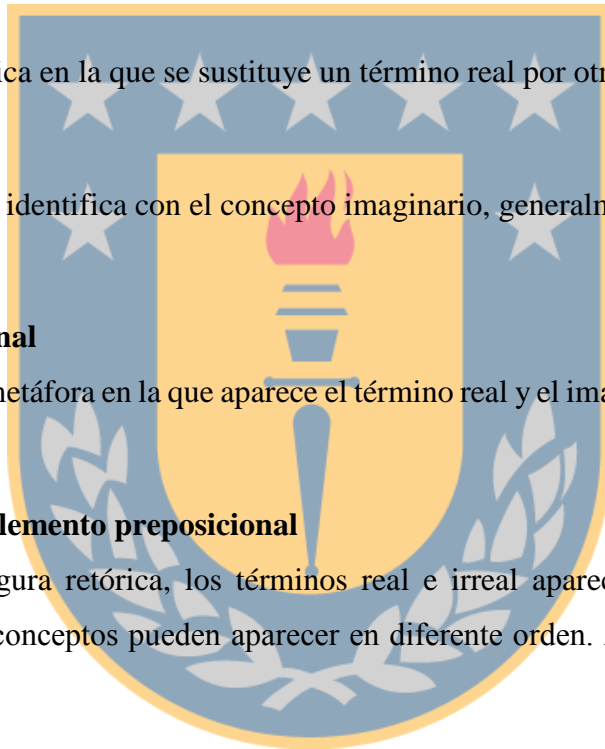 ica en la que se sustituye un término real por otr
identifica con el concepto imaginario, generaln
nal
netáfora en la que aparece el término real y el ima
lemento preposicional
gura retórica, los términos real e irreal aparec
conceptos pueden aparecer en diferente orden.